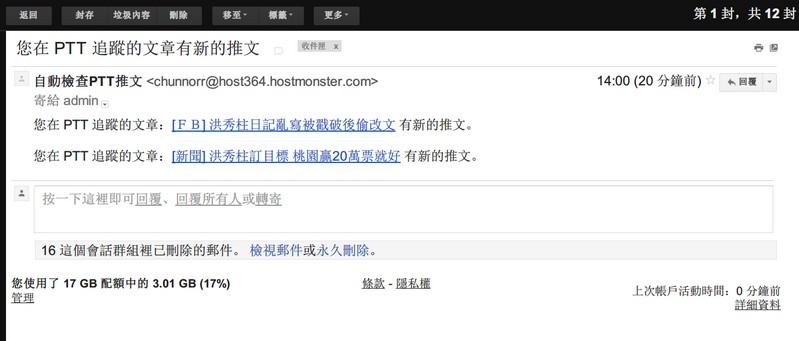 返回 封存 垃圾內容 刪除 移至 標籤 更多 第 1 封，共 12 封
您在 PTT 追蹤的文章有新的推文 收件匣 x
自動檢查PTT推文 <chunnorr@host364.hostmonster.com> 14:00 (20 分鐘前) 回覆
寄給 admin
您在 PTT 追蹤的文章：[ＦＢ] 洪秀柱日記亂寫被戳破後偷改文 有新的推文。
您在 PTT 追蹤的文章：[新聞] 洪秀柱訂目標 桃園贏20萬票就好 有新的推文。
按一下這裡即可回覆、回覆所有人或轉寄
16 這個會話群組裡已刪除的郵件。 檢視郵件或永久刪除。
您使用了 17 GB 配額中的 3.01 GB (17%) 條款 - 隱私權 上次帳戶活動時間：0 分鐘前
管理 詳細資料